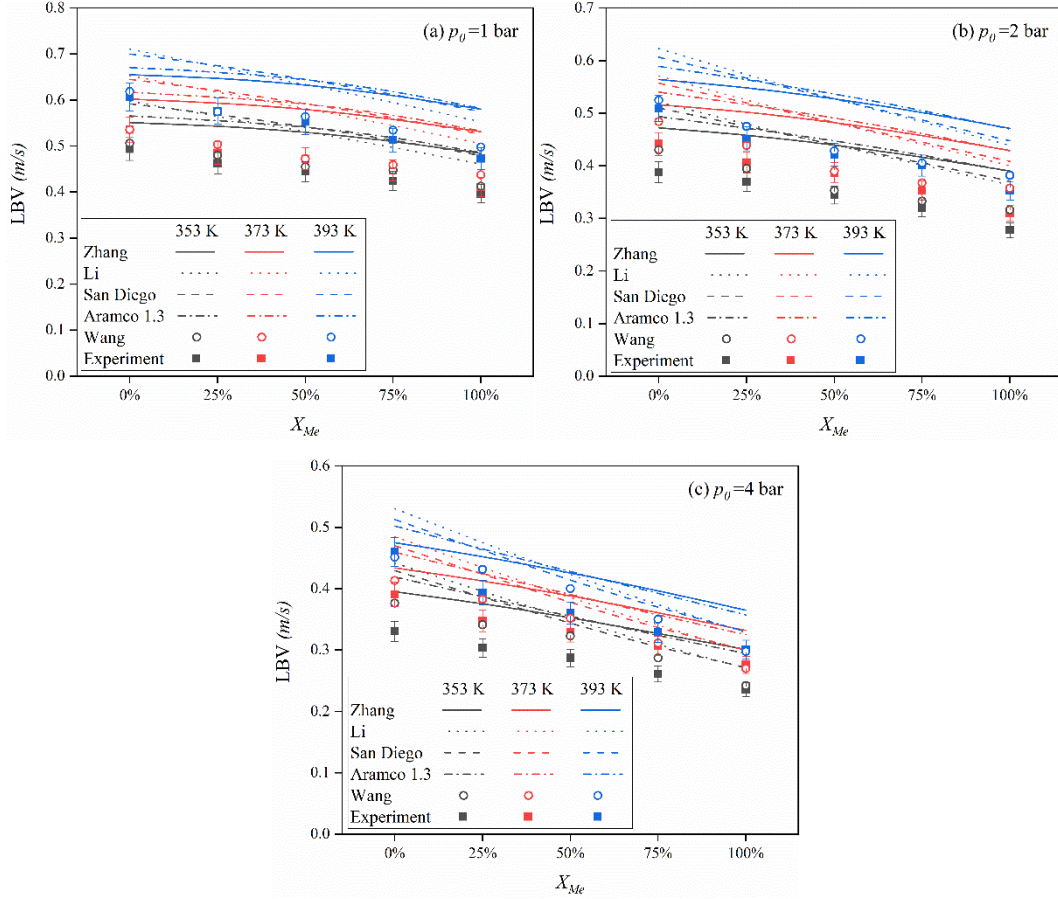 (a) p₀=1 bar
0.8
0.7
0.6
0.5
0.4
0.3
0.2
0.1
0.0
LBV (m/s)
353 K 373 K 393 K
Zhang
Li
San Diego
Aramco 1.3
Wang
Experiment
0% 25% 50% 75% 100%
X_Me
(b) p₀=2 bar
0.7
0.6
0.5
0.4
0.3
0.2
0.1
0.0
LBV (m/s)
353 K 373 K 393 K
Zhang
Li
San Diego
Aramco 1.3
Wang
Experiment
0% 25% 50% 75% 100%
X_Me
(c) p₀=4 bar
0.6
0.5
0.4
0.3
0.2
0.1
0.0
LBV (m/s)
353 K 373 K 393 K
Zhang
Li
San Diego
Aramco 1.3
Wang
Experiment
0% 25% 50% 75% 100%
X_Me